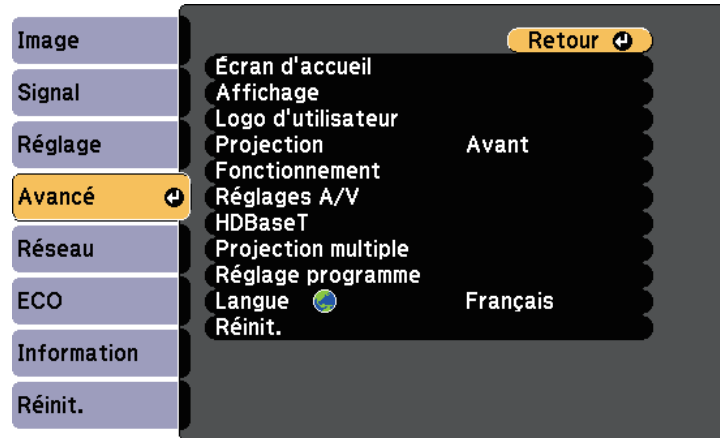 Image
Signal
Réglage
Avancé
Réseau
ECO
Information
Réinit.
Retour
Écran d'accueil
Affichage
Logo d'utilisateur
Projection Avant
Fonctionnement
Réglages A/V
HDBaseT
Projection multiple
Réglage programme
Langue Français
Réinit.